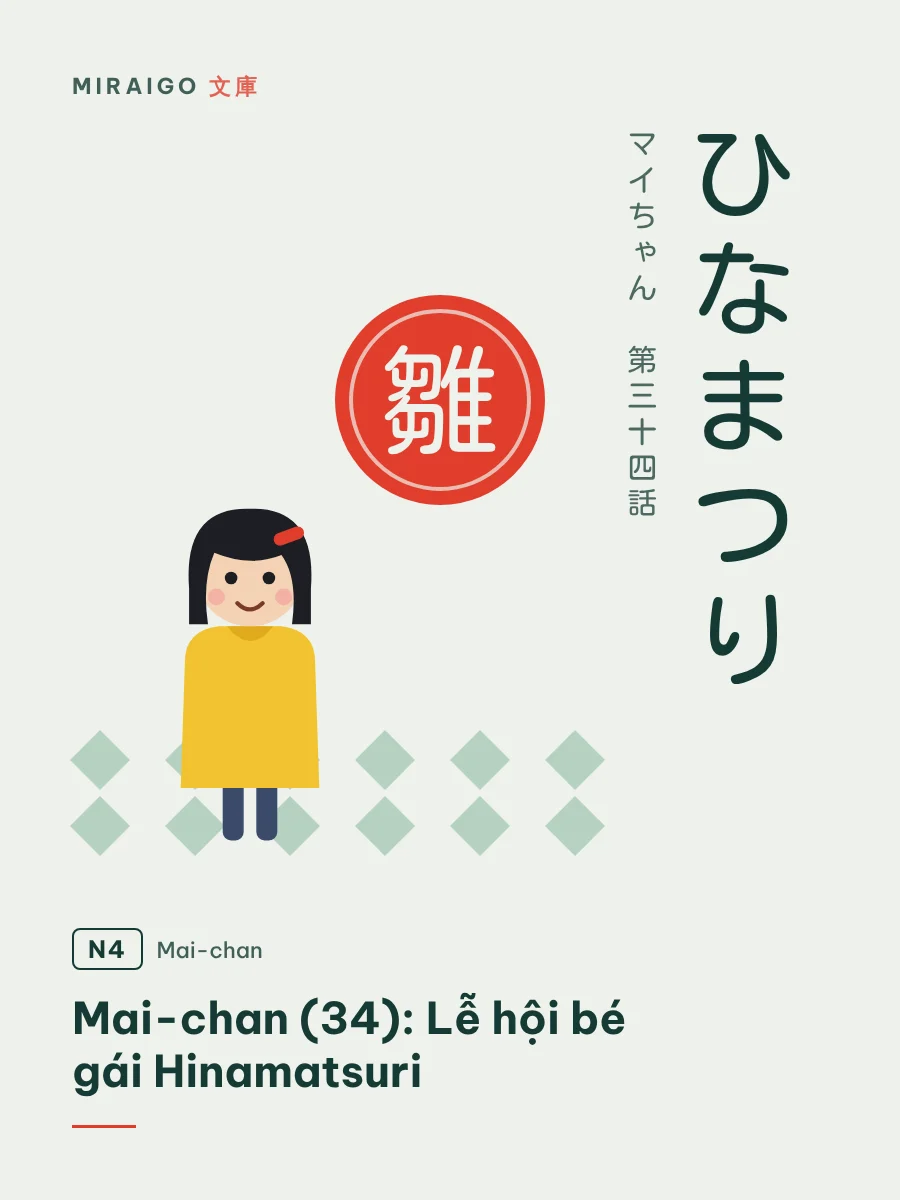 MIRAIGO 文庫
ひなまつり
マイちゃん 第三十四話
雛
N4 Mai-chan
Mai-chan (34): Lễ hội bé
gái Hinamatsuri